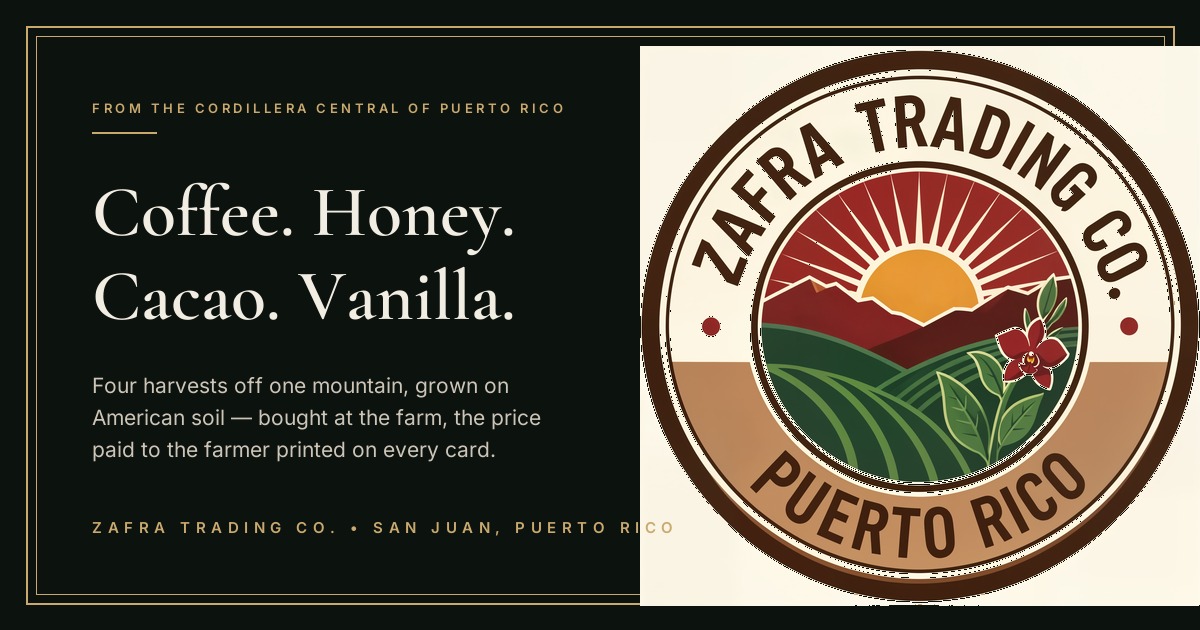 FROM THE CORDILLERA CENTRAL OF PUERTO RICO
Coffee. Honey.
Cacao. Vanilla.
Four harvests off one mountain, grown on
American soil — bought at the farm, the price
paid to the farmer printed on every card.
ZAFRA TRADING CO. • SAN JUAN, PUERTO RICO
ZAFRA TRADING CO.
PUERTO RICO